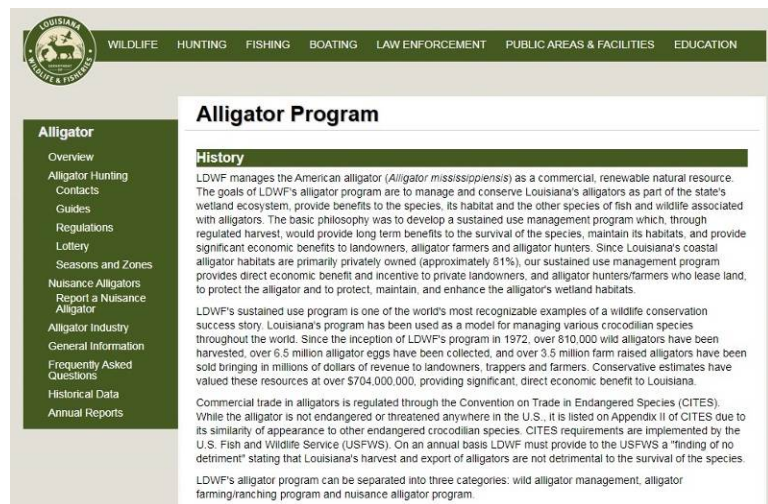 LOUISIANA
DEPARTMENT OF
WILDLIFE & FISHERIES
WILDLIFE HUNTING FISHING BOATING LAW ENFORCEMENT PUBLIC AREAS & FACILITIES EDUCATION
Alligator
Overview
Alligator Hunting
Contacts
Guides
Regulations
Lottery
Seasons and Zones
Nuisance Alligators
Report a Nuisance
Alligator
Alligator Industry
General Information
Frequently Asked
Questions
Historical Data
Annual Reports
Alligator Program
History
LDWF manages the American alligator (Alligator mississippiensis) as a commercial, renewable natural resource.
The goals of LDWF's alligator program are to manage and conserve Louisiana's alligators as part of the state's
wetland ecosystem, provide benefits to the species, its habitat and the other species of fish and wildlife associated
with alligators. The basic philosophy was to develop a sustained use management program which, through
regulated harvest, would provide long term benefits to the survival of the species, maintain its habitats, and provide
significant economic benefits to landowners, alligator farmers and alligator hunters. Since Louisiana's coastal
alligator habitats are primarily privately owned (approximately 81%), our sustained use management program
provides direct economic benefit and incentive to private landowners, and alligator hunters/farmers who lease land,
to protect the alligator and to protect, maintain, and enhance the alligator's wetland habitats.
LDWF's sustained use program is one of the world's most recognizable examples of a wildlife conservation
success story. Louisiana's program has been used as a model for managing various crocodilian species
throughout the world. Since the inception of LDWF's program in 1972, over 810,000 wild alligators have been
harvested, over 6.5 million alligator eggs have been collected, and over 3.5 million farm raised alligators have been
sold bringing in millions of dollars of revenue to landowners, trappers and farmers. Conservative estimates have
valued these resources at over $704,000,000, providing significant, direct economic benefit to Louisiana.
Commercial trade in alligators is regulated through the Convention on Trade in Endangered Species (CITES).
While the alligator is not endangered or threatened anywhere in the U.S., it is listed on Appendix II of CITES due to
its similarity of appearance to other endangered crocodilian species. CITES requirements are implemented by the
U.S. Fish and Wildlife Service (USFWS). On an annual basis LDWF must provide to the USFWS a "finding of no
detriment" stating that Louisiana's harvest and export of alligators are not detrimental to the survival of the species.
LDWF's alligator program can be separated into three categories: wild alligator management, alligator
farming/ranching program and nuisance alligator program.